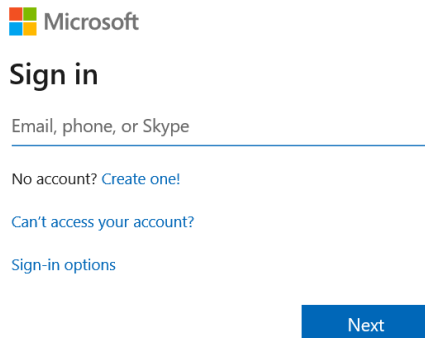 Microsoft
Sign in
Email, phone, or Skype
No account? Create one!
Can't access your account?
Sign-in options
Next